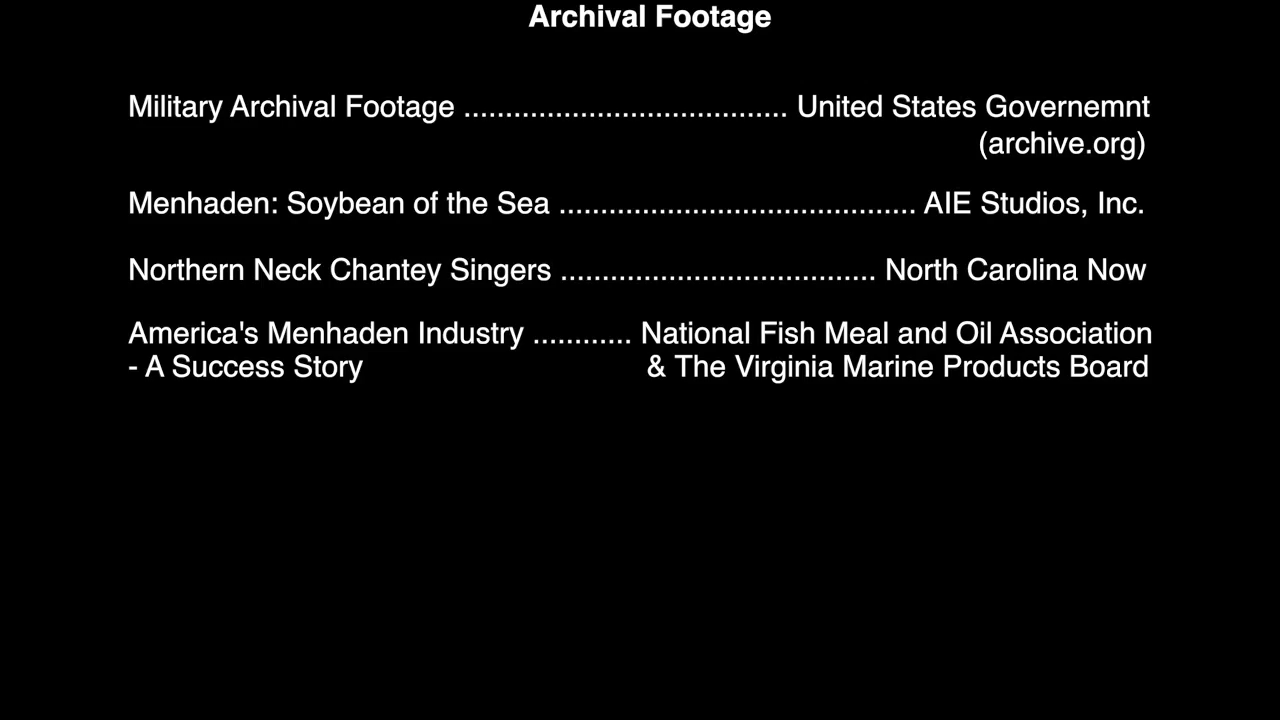 Archival Footage
Military Archival Footage ....................................... United States Governemnt
(archive.org)
Menhaden: Soybean of the Sea ........................................... AIE Studios, Inc.
Northern Neck Chantey Singers ...................................... North Carolina Now
America's Menhaden Industry ............ National Fish Meal and Oil Association
- A Success Story & The Virginia Marine Products Board